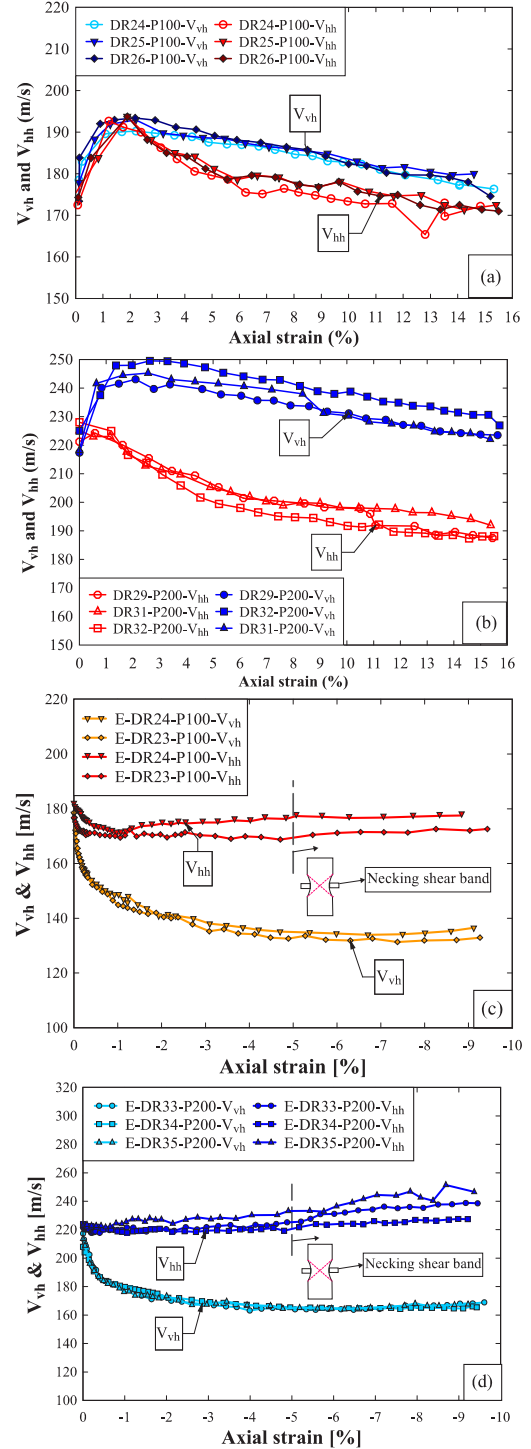 220
210
200
190
180
170
160
150
V_vh and V_hh (m/s)
DR24-P100-V_vh
DR24-P100-V_hh
DR25-P100-V_vh
DR25-P100-V_hh
DR26-P100-V_vh
DR26-P100-V_hh
V_vh
V_hh
(a)
0 1 2 3 4 5 6 7 8 9 10 11 12 13 14 15 16
Axial strain (%)
250
240
230
220
210
200
190
180
170
160
150
V_vh and V_hh (m/s)
V_vh
V_hh
DR29-P200-V_hh
DR29-P200-V_vh
DR31-P200-V_hh
DR32-P200-V_vh
DR32-P200-V_hh
DR31-P200-V_vh
(b)
0 1 2 3 4 5 6 7 8 9 10 11 12 13 14 15 16
Axial strain (%)
220
200
180
160
140
120
100
V_vh & V_hh [m/s]
E-DR24-P100-V_vh
E-DR23-P100-V_vh
E-DR24-P100-V_hh
E-DR23-P100-V_hh
V_hh
Necking shear band
V_vh
(c)
0 -1 -2 -3 -4 -5 -6 -7 -8 -9 -10
Axial strain [%]
320
300
280
260
240
220
200
180
160
140
120
100
V_vh & V_hh [m/s]
E-DR33-P200-V_vh
E-DR33-P200-V_hh
E-DR34-P200-V_vh
E-DR34-P200-V_hh
E-DR35-P200-V_vh
E-DR35-P200-V_hh
V_hh
Necking shear band
V_vh
(d)
0 -1 -2 -3 -4 -5 -6 -7 -8 -9 -10
Axial strain [%]